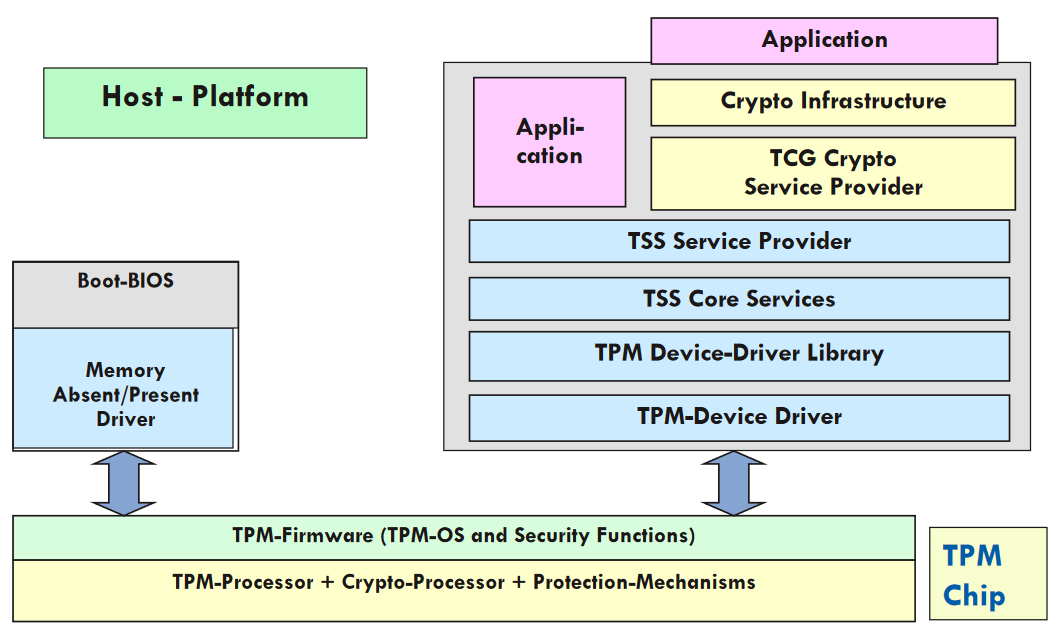 Application
Host - Platform
Appli-
cation
Crypto Infrastructure
TCG Crypto
Service Provider
TSS Service Provider
Boot-BIOS
TSS Core Services
Memory
Absent/Present
Driver
TPM Device-Driver Library
TPM-Device Driver
TPM-Firmware (TPM-OS and Security Functions)
TPM-Processor + Crypto-Processor + Protection-Mechanisms
TPM
Chip